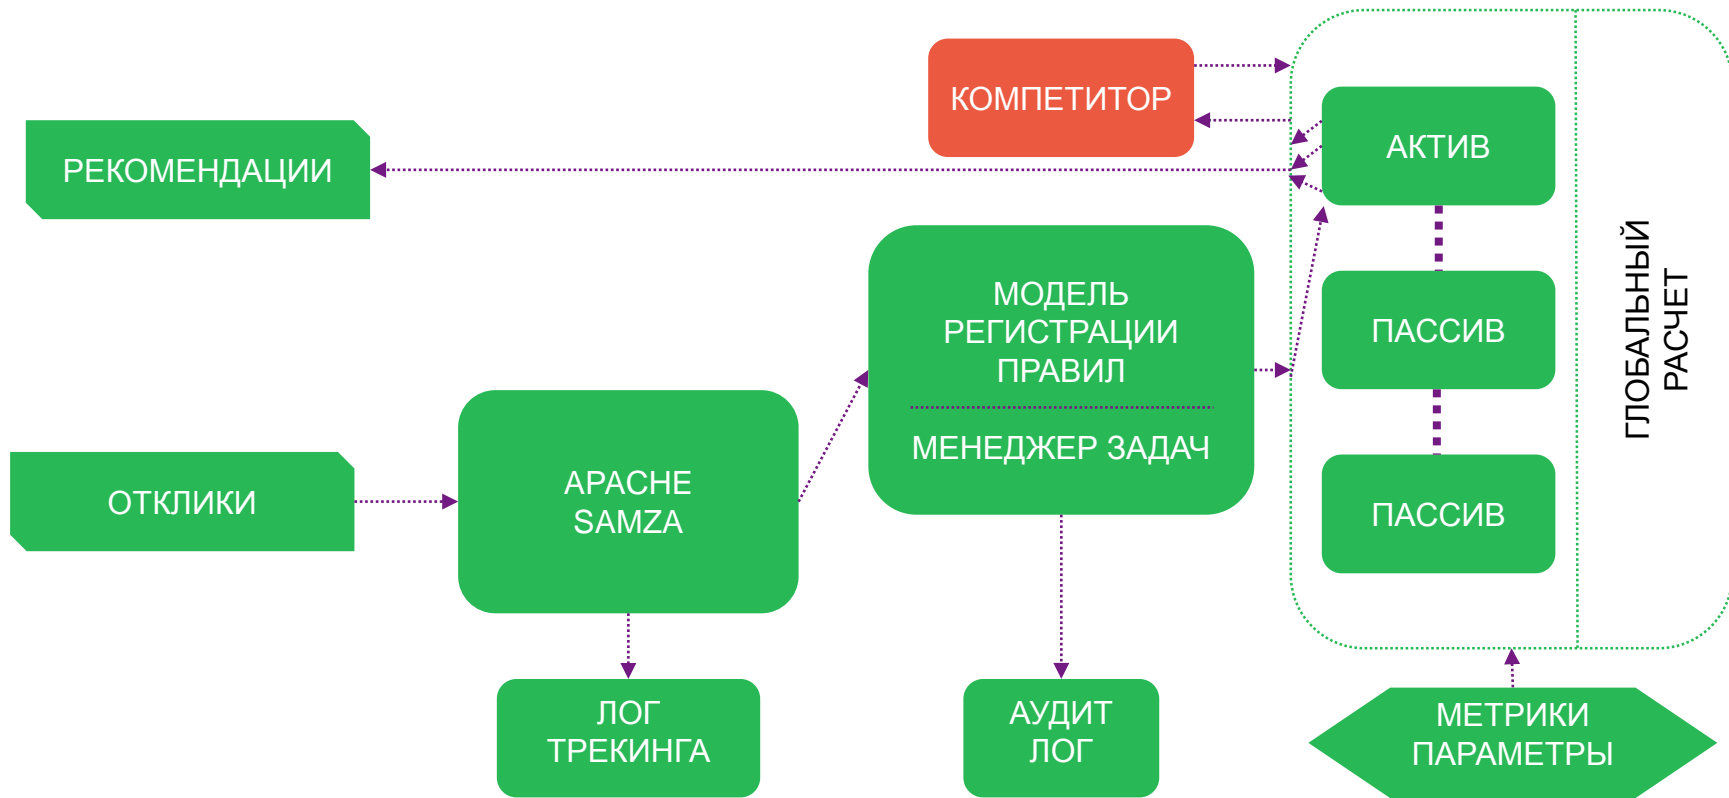 КОМПЕТИТОР
АКТИВ
РЕКОМЕНДАЦИИ
МОДЕЛЬ
РЕГИСТРАЦИИ
ПРАВИЛ
МЕНЕДЖЕР ЗАДАЧ
ПАССИВ
ГЛОБАЛЬНЫЙ
РАСЧЕТ
ОТКЛИКИ
APACHE
SAMZA
ПАССИВ
ЛОГ
ТРЕКИНГА
АУДИТ
ЛОГ
МЕТРИКИ
ПАРАМЕТРЫ